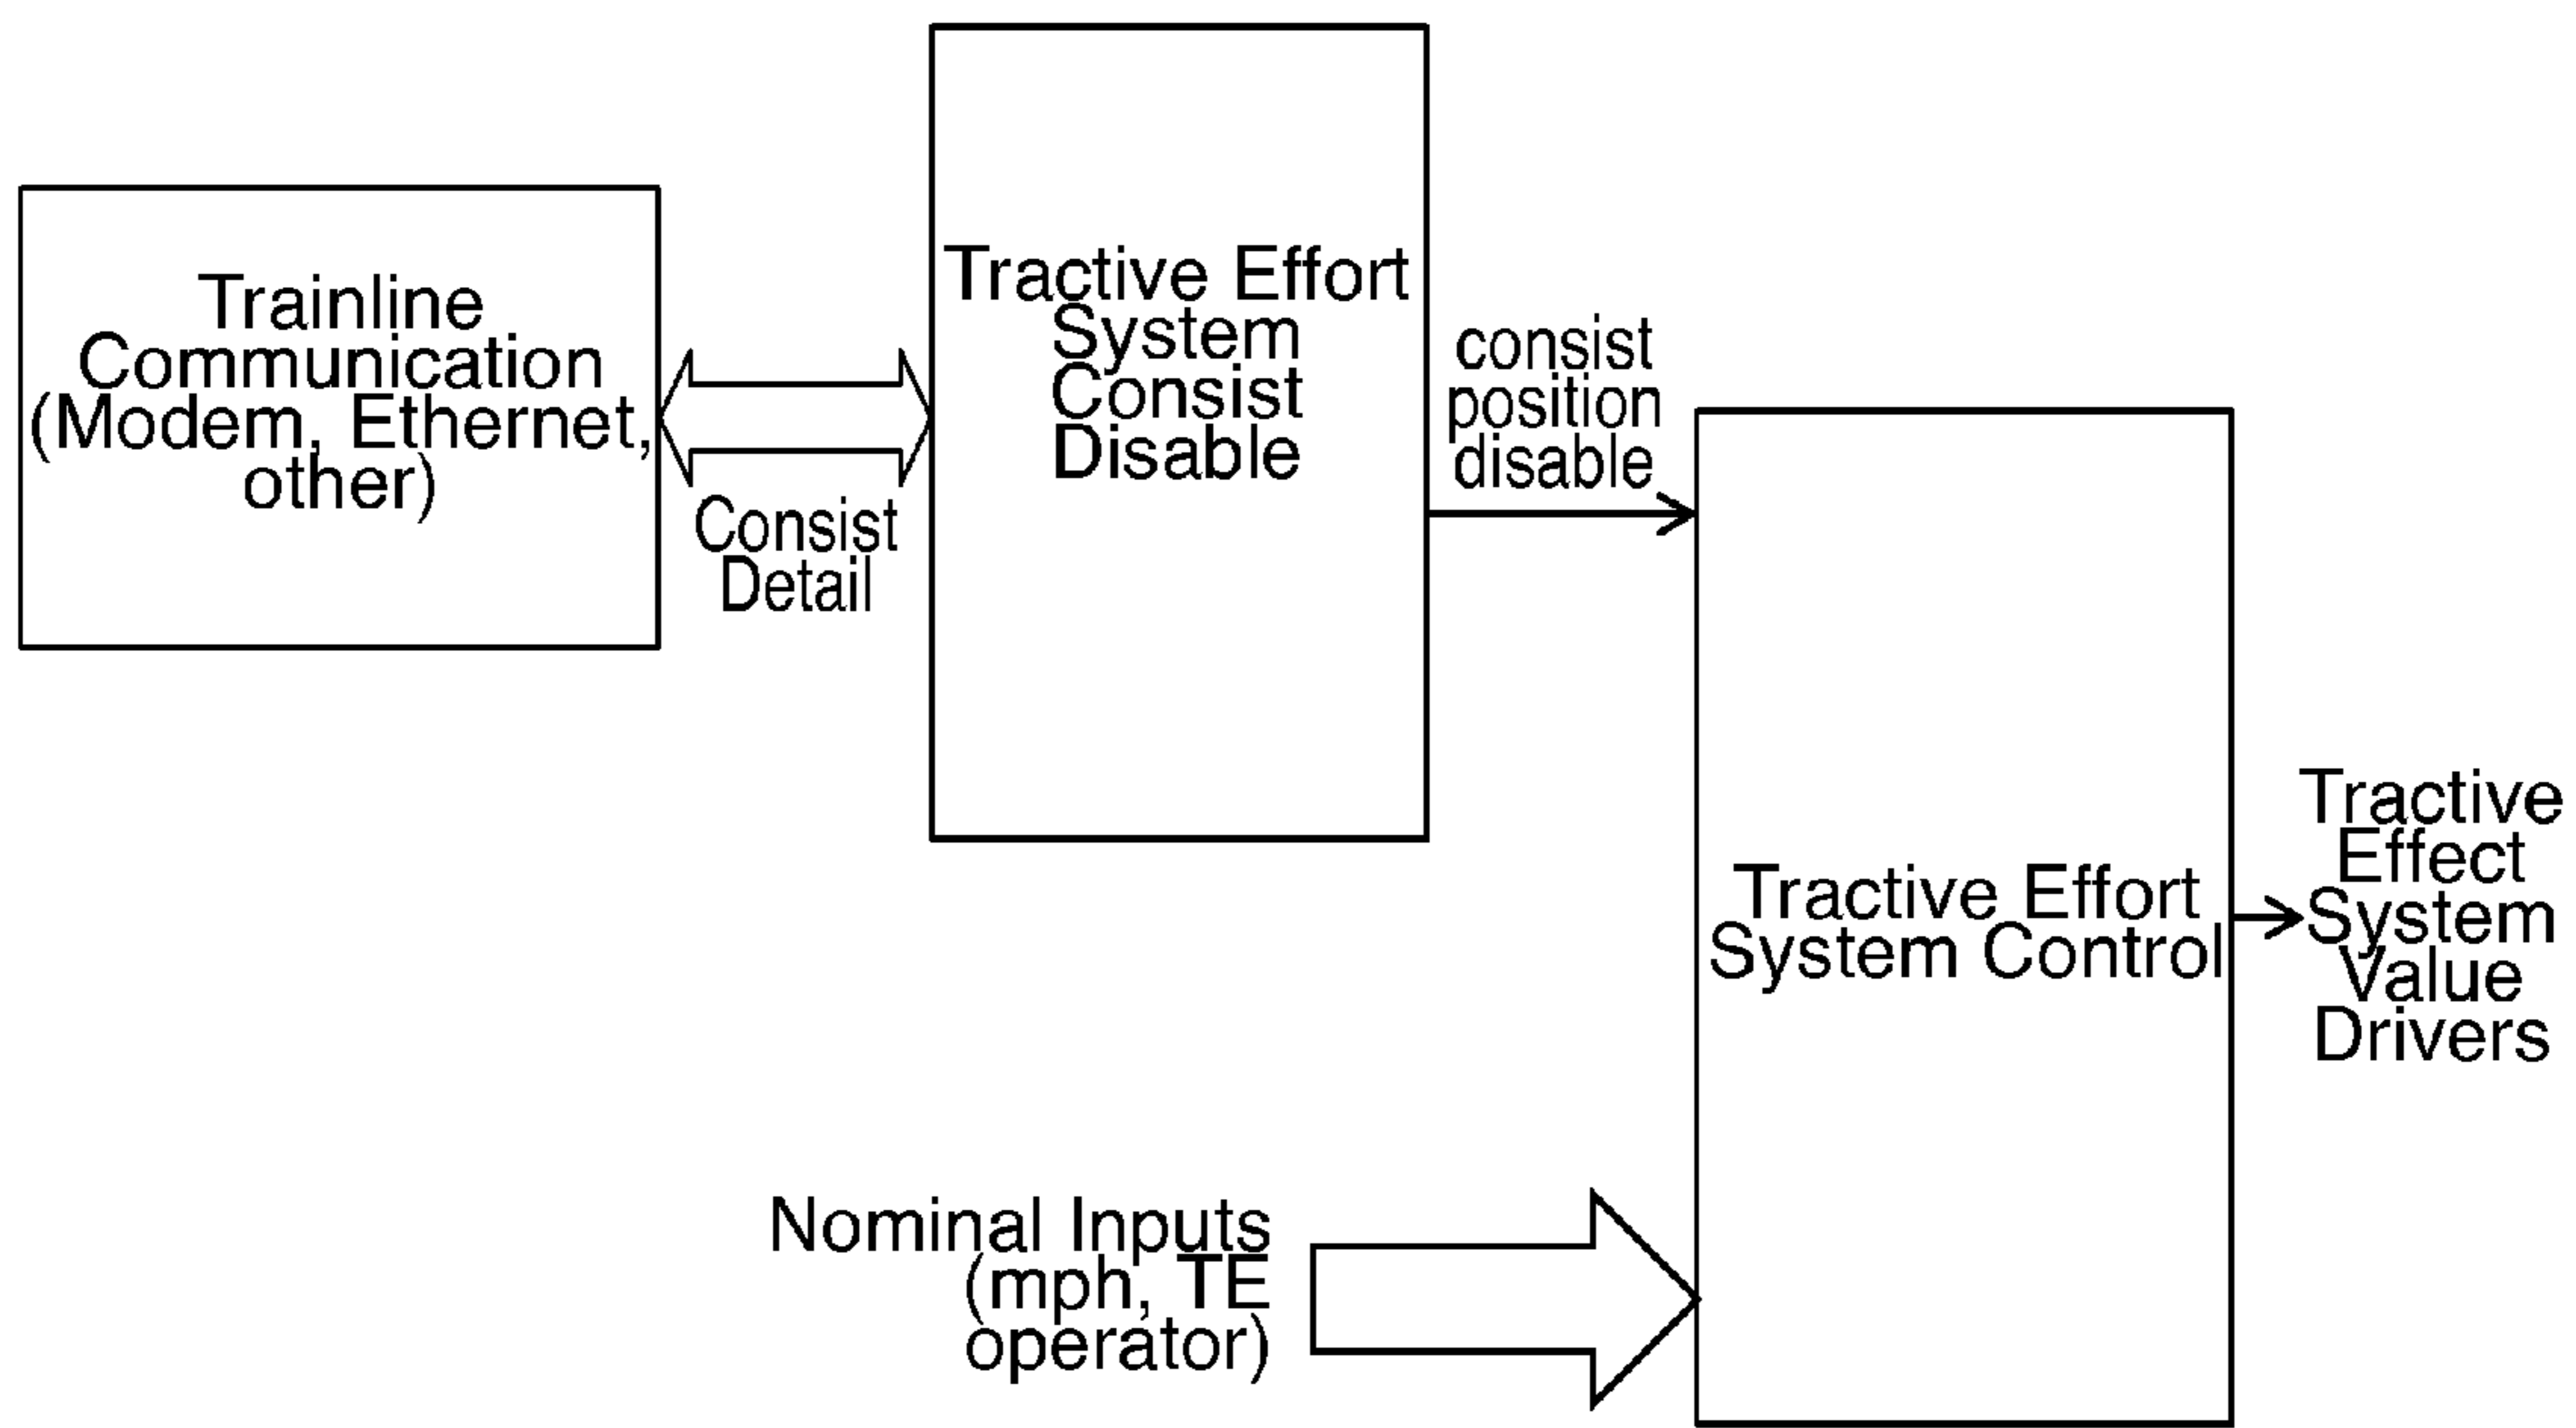 Trainline
Communication
(Modem, Ethernet,
other)
Consist
Detail
Tractive Effort
System
Consist
Disable
consist
position
disable
Tractive Effort
System Control
Tractive
Effect
System
Value
Drivers
Nominal Inputs
(mph, TE
operator)